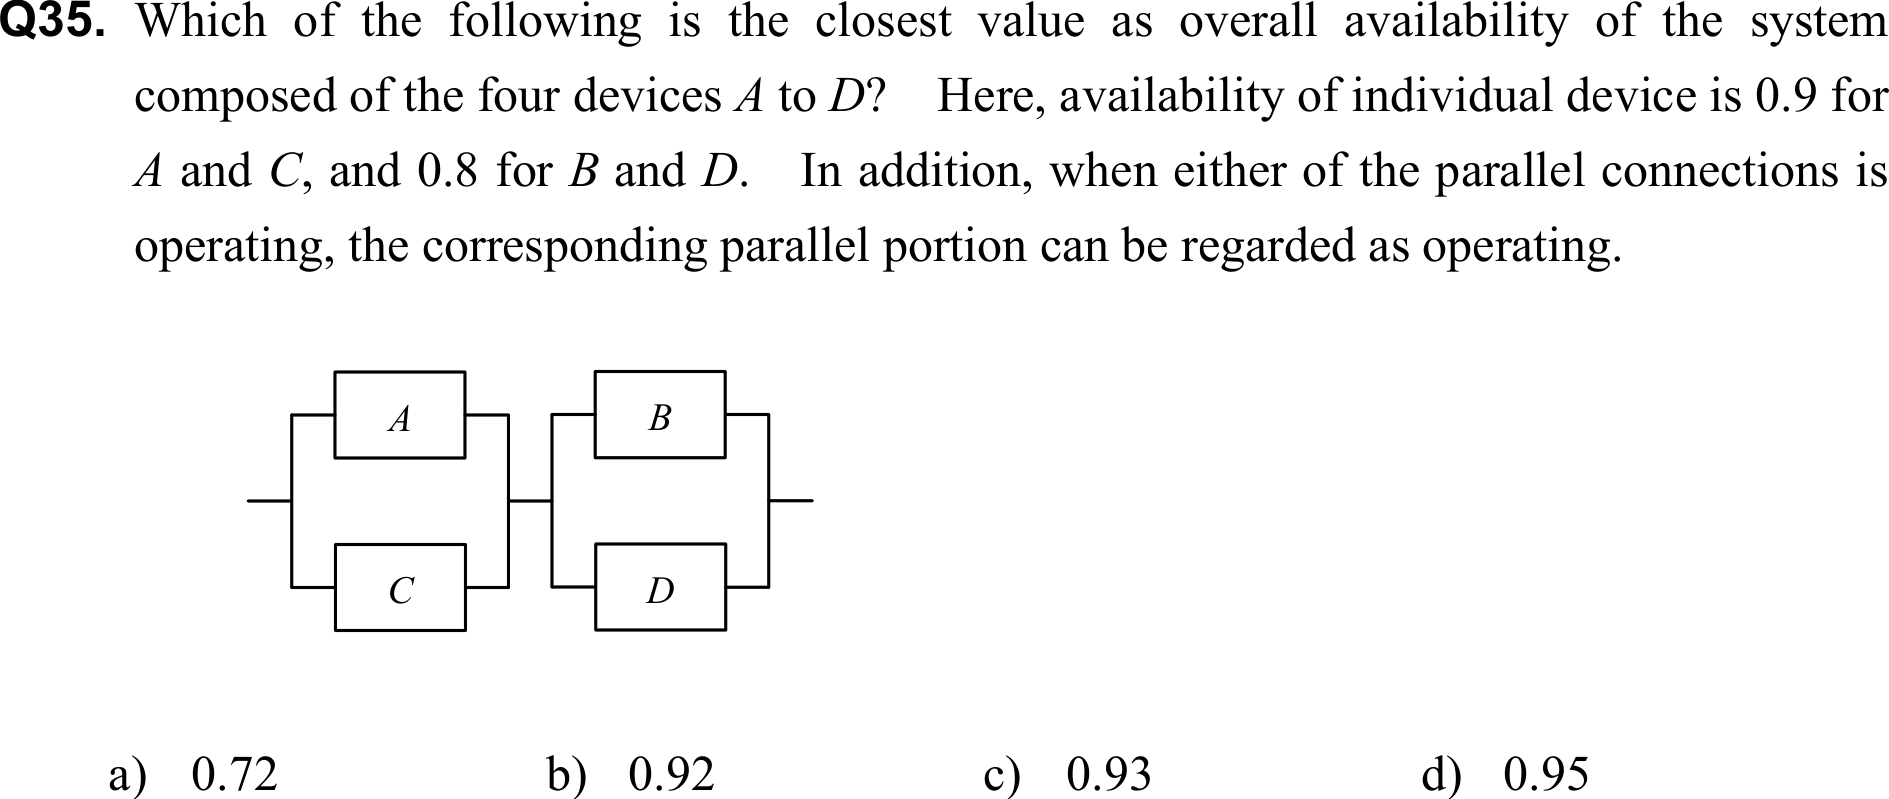 Q35. Which of the following is the closest value as overall availability of the system
composed of the four devices A to D? Here, availability of individual device is 0.9 for
A and C, and 0.8 for B and D. In addition, when either of the parallel connections is
operating, the corresponding parallel portion can be regarded as operating.
A B
C D
a) 0.72 b) 0.92 c) 0.93 d) 0.95